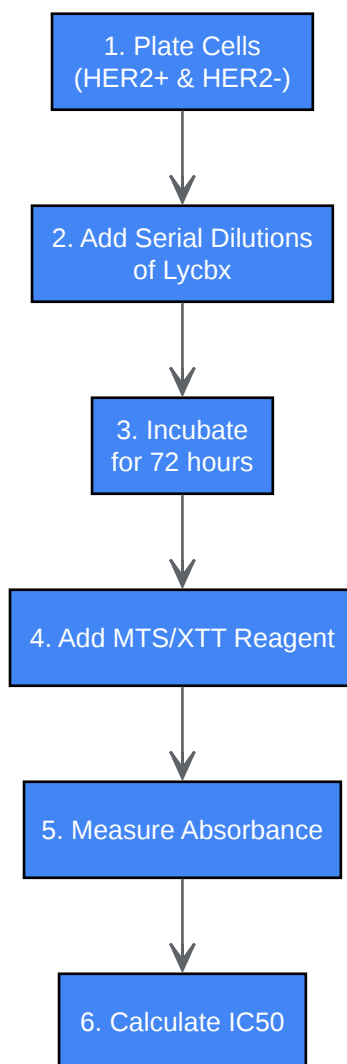 1. Plate Cells
(HER2+ & HER2-)
2. Add Serial Dilutions
of Lycbx
3. Incubate
for 72 hours
4. Add MTS/XTT Reagent
5. Measure Absorbance
6. Calculate IC50